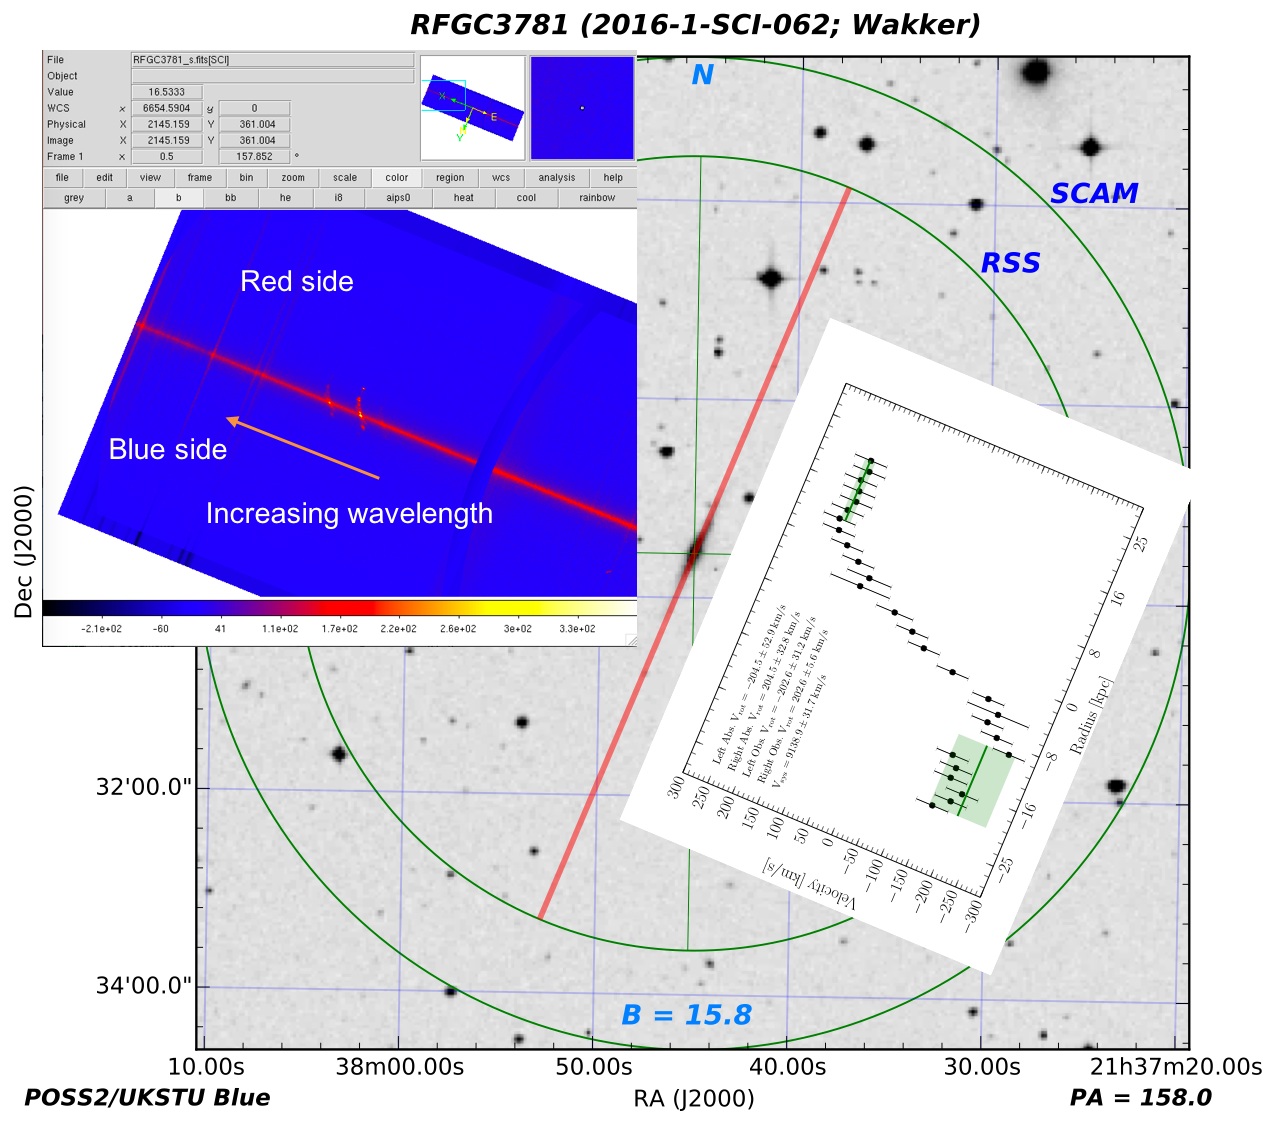 RFGC3781 (2016-1-SCI-062; Wakker)
File RFGC3781_s.fits[SCI]
Object
Value 16.5333
WCS x 6654.5904 y 0
Physical X 2145.159 Y 361.004
Image X 2145.159 Y 361.004
Frame 1 x 0.5 157.852 °
X E Y
file edit view frame bin zoom scale color region wcs analysis help
grey a b bb he i8 aips0 heat cool rainbow
Red side
Blue side
Increasing wavelength
-2.1e+02 -60 41 1.1e+02 1.7e+02 2.2e+02 2.6e+02 3e+02 3.3e+02
N
SCAM
RSS
Left Abs. Vrot = −204.5 ± 52.9 km/s
Right Abs. Vrot = 204.5 ± 32.8 km/s
Left Obs. Vrot = −202.6 ± 31.2 km/s
Right Obs. Vrot = 202.6 ± 5.6 km/s
Vsys = 9138.9 ± 31.7 km/s
300 250 200 150 100 50 0 −50 −100 −150 −200 −250 −300
Velocity [km/s]
−25 −16 −8 0 8 16 25
Radius [kpc]
Dec (J2000)
32'00.0"
34'00.0"
B = 15.8
10.00s 38m00.00s 50.00s 40.00s 30.00s 21h37m20.00s
RA (J2000)
POSS2/UKSTU Blue
PA = 158.0